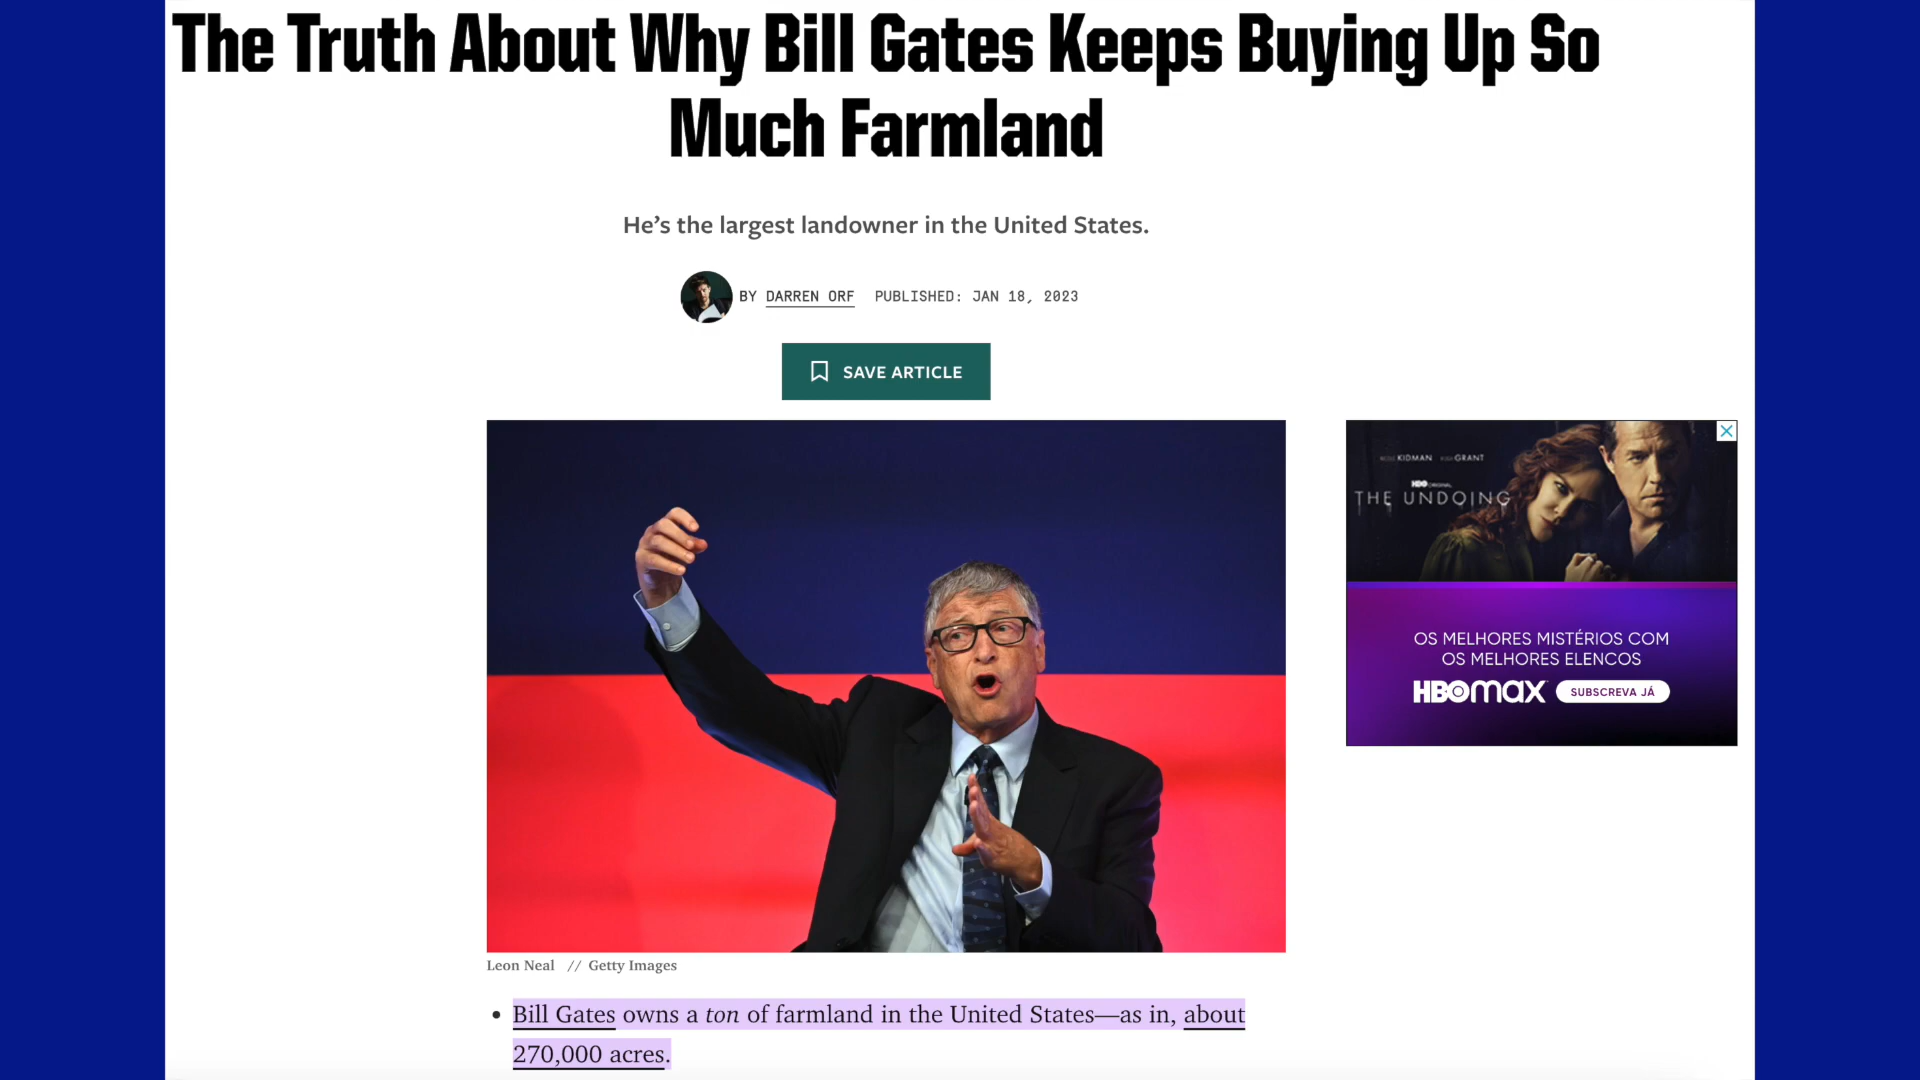 The Truth About Why Bill Gates Keeps Buying Up So
Much Farmland
He’s the largest landowner in the United States.
BY DARREN ORF PUBLISHED: JAN 18, 2023
SAVE ARTICLE
KIDMAN GRANT
HBO ORIGINAL
THE UNDOING
OS MELHORES MISTÉRIOS COM
OS MELHORES ELENCOS
HBOmax SUBSCREVA JÁ
Leon Neal // Getty Images
• Bill Gates owns a ton of farmland in the United States—as in, about
270,000 acres.